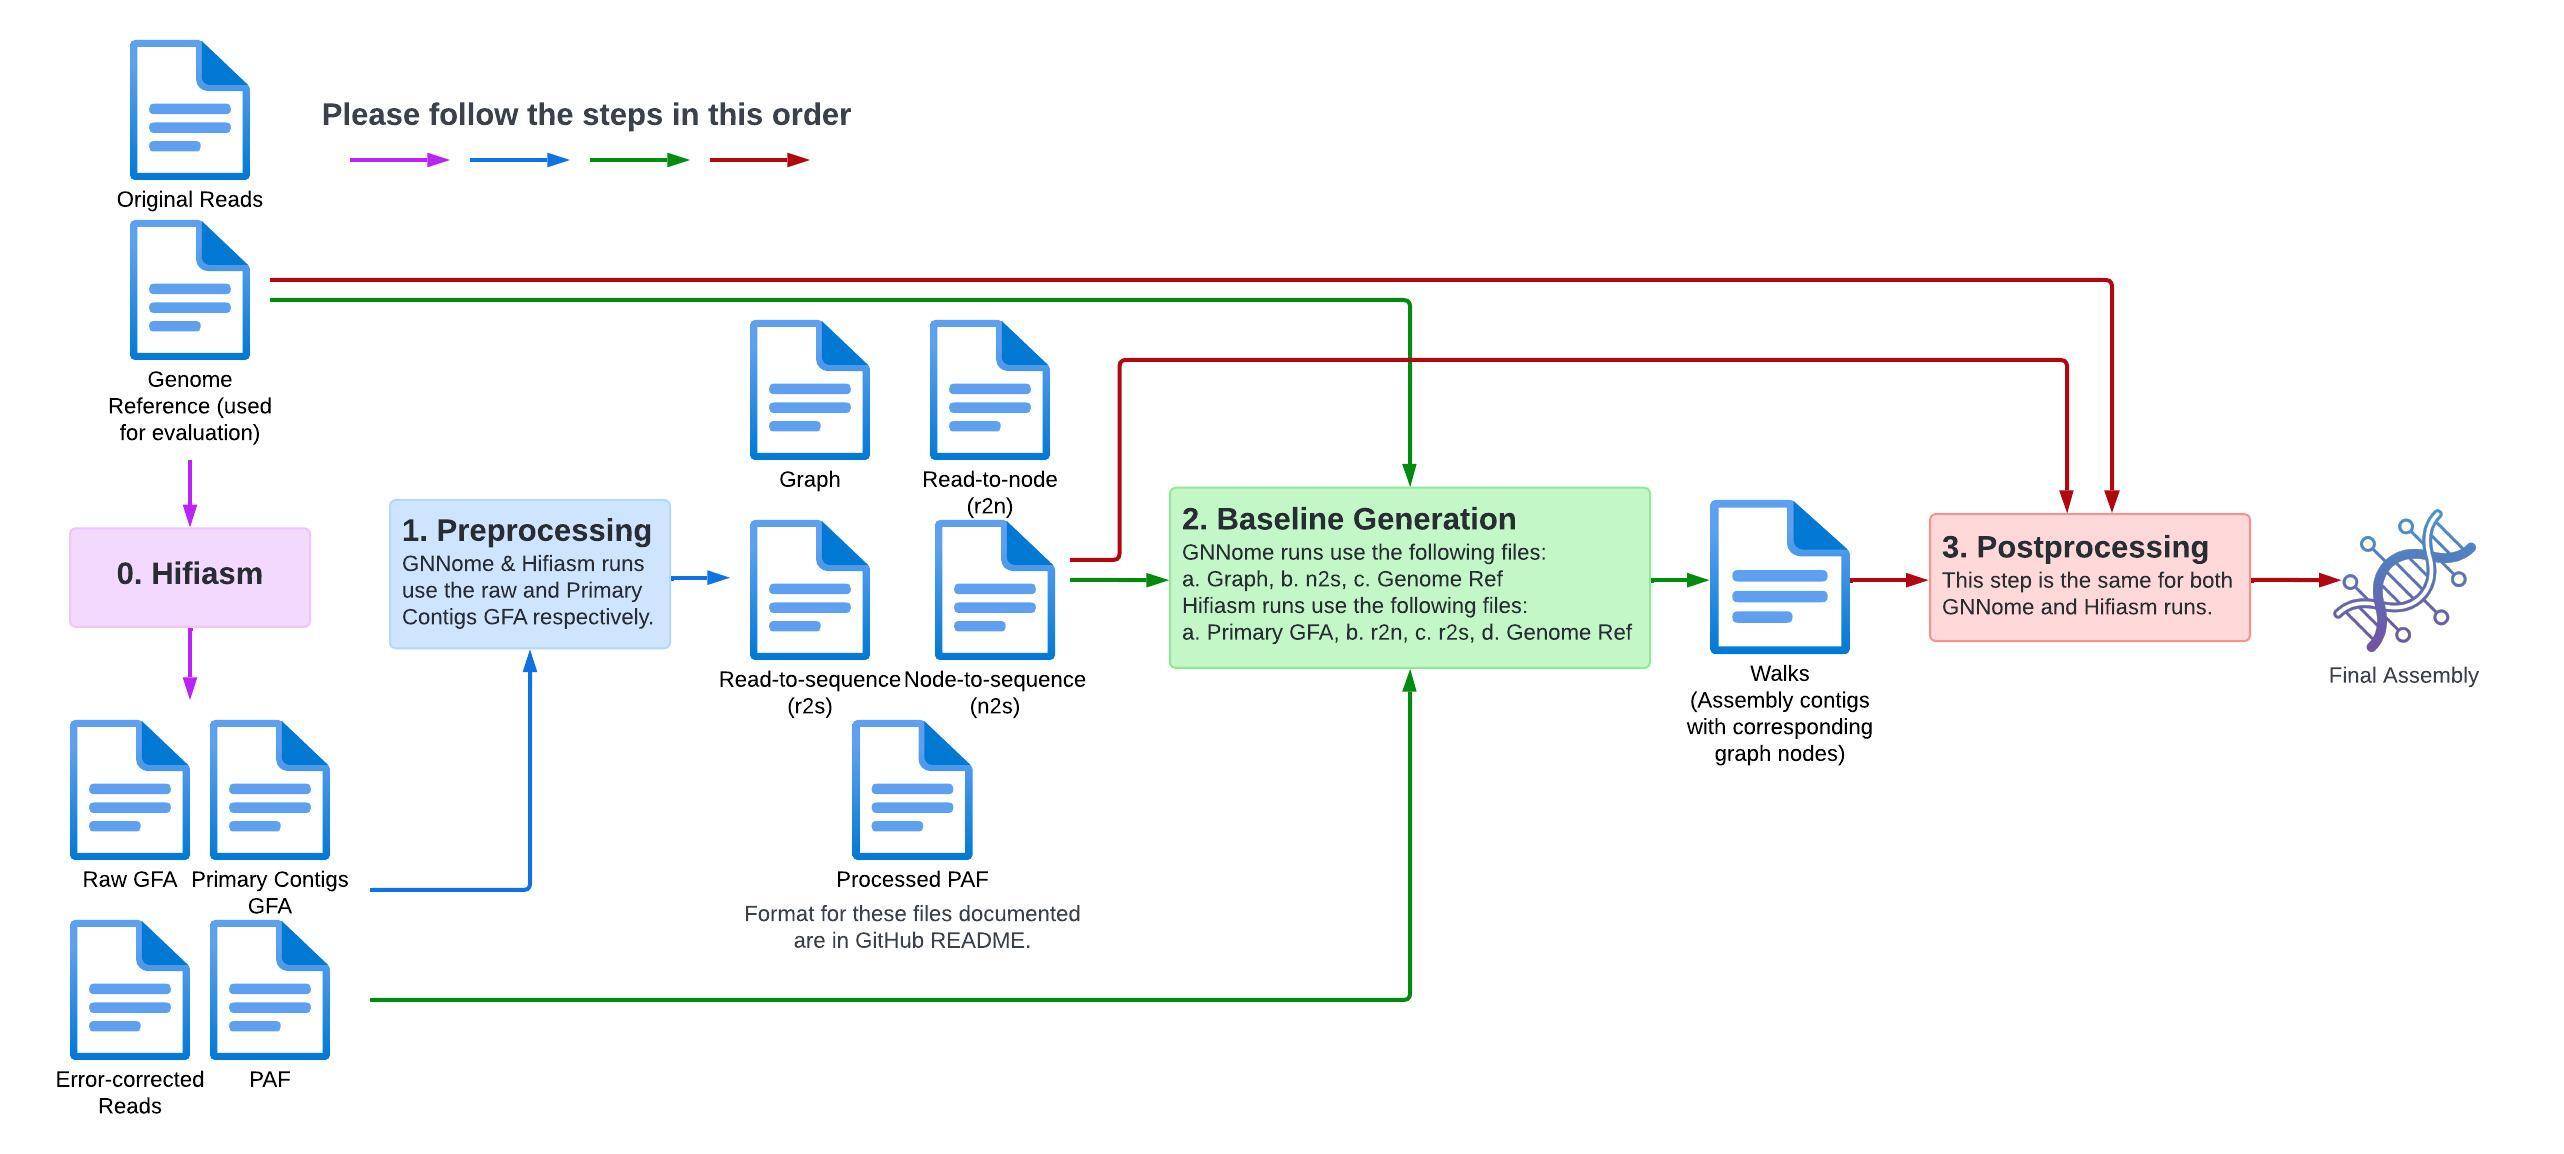 Please follow the steps in this order
Original Reads
Genome
Reference (used
for evaluation)
0. Hifiasm
Raw GFA
Primary Contigs
GFA
Error-corrected
Reads
PAF
1. Preprocessing
GNNome & Hifiasm runs
use the raw and Primary
Contigs GFA respectively.
Graph
Read-to-node
(r2n)
Read-to-sequence
(r2s)
Node-to-sequence
(n2s)
Processed PAF
Format for these files documented
are in GitHub README.
2. Baseline Generation
GNNome runs use the following files:
a. Graph, b. n2s, c. Genome Ref
Hifiasm runs use the following files:
a. Primary GFA, b. r2n, c. r2s, d. Genome Ref
Walks
(Assembly contigs
with corresponding
graph nodes)
3. Postprocessing
This step is the same for both
GNNome and Hifiasm runs.
Final Assembly